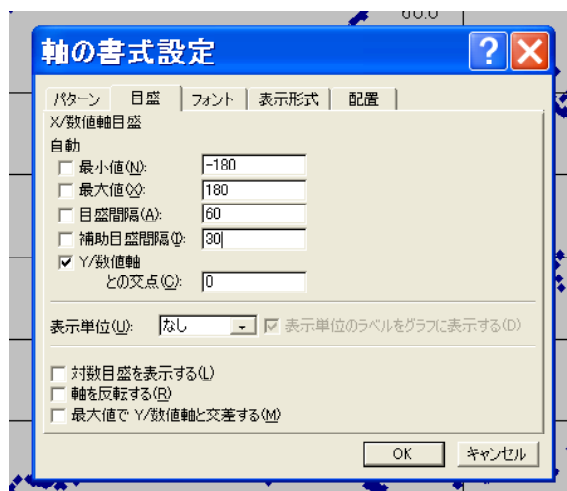 60.0
軸の書式設定
パターン 目盛 フォント 表示形式 配置
X/数値軸目盛
自動
最小値(N): -180
最大値(X): 180
目盛間隔(A): 60
補助目盛間隔(I): 30
Y/数値軸
との交点(C): 0
表示単位(U): なし 表示単位のラベルをグラフに表示する(D)
対数目盛を表示する(L)
軸を反転する(R)
最大値で Y/数値軸と交差する(M)
OK キャンセル